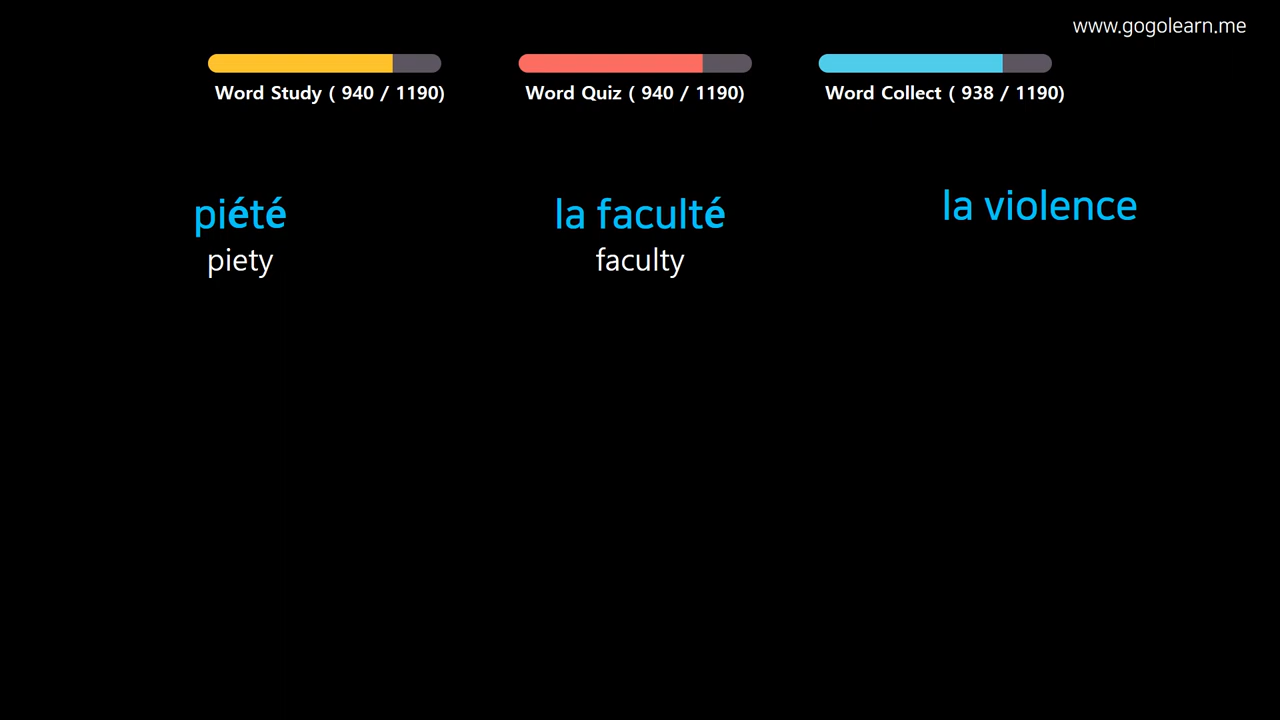 www.gogolearn.me
Word Study ( 940 / 1190)
Word Quiz ( 940 / 1190)
Word Collect ( 938 / 1190)
piété
piety
la faculté
faculty
la violence